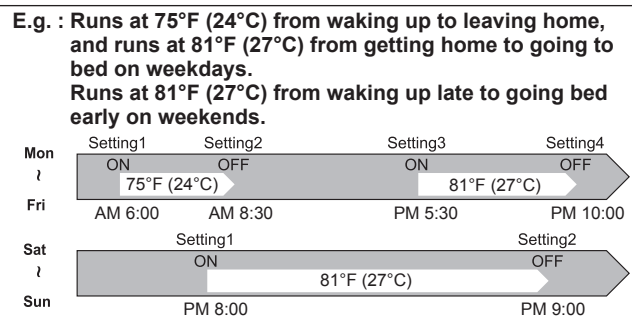 E.g. : Runs at 75°F (24°C) from waking up to leaving home,
and runs at 81°F (27°C) from getting home to going to
bed on weekdays.
Runs at 81°F (27°C) from waking up late to going bed
early on weekends.
Mon
~
Fri
Setting1 Setting2 Setting3 Setting4
ON OFF ON OFF
75°F (24°C) 81°F (27°C)
AM 6:00 AM 8:30 PM 5:30 PM 10:00
Sat
~
Sun
Setting1 Setting2
ON OFF
81°F (27°C)
PM 8:00 PM 9:00